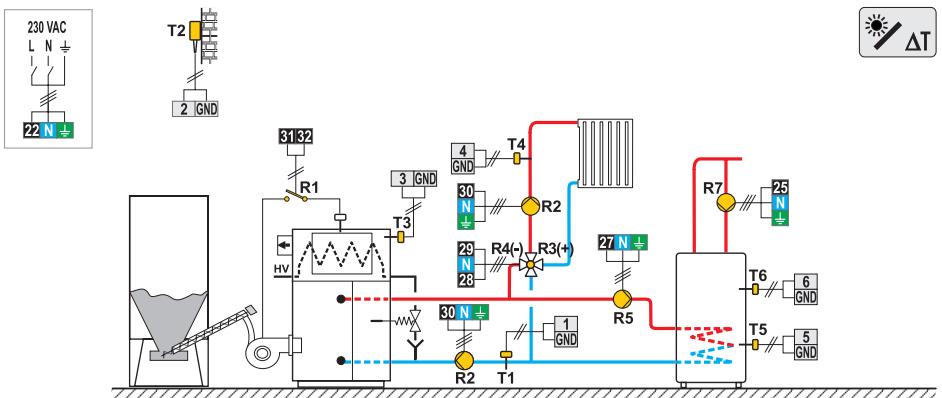 230 VAC
L N
22 N
T2
2 GND
ΔT
31 32
R1
3 GND
T3
HV
4
GND
T4
30
N
R2
29
N
28
R4(-) R3(+)
27 N
R5
R7
25
N
T6
6
GND
T5
5
GND
30 N
R2
T1
1
GND